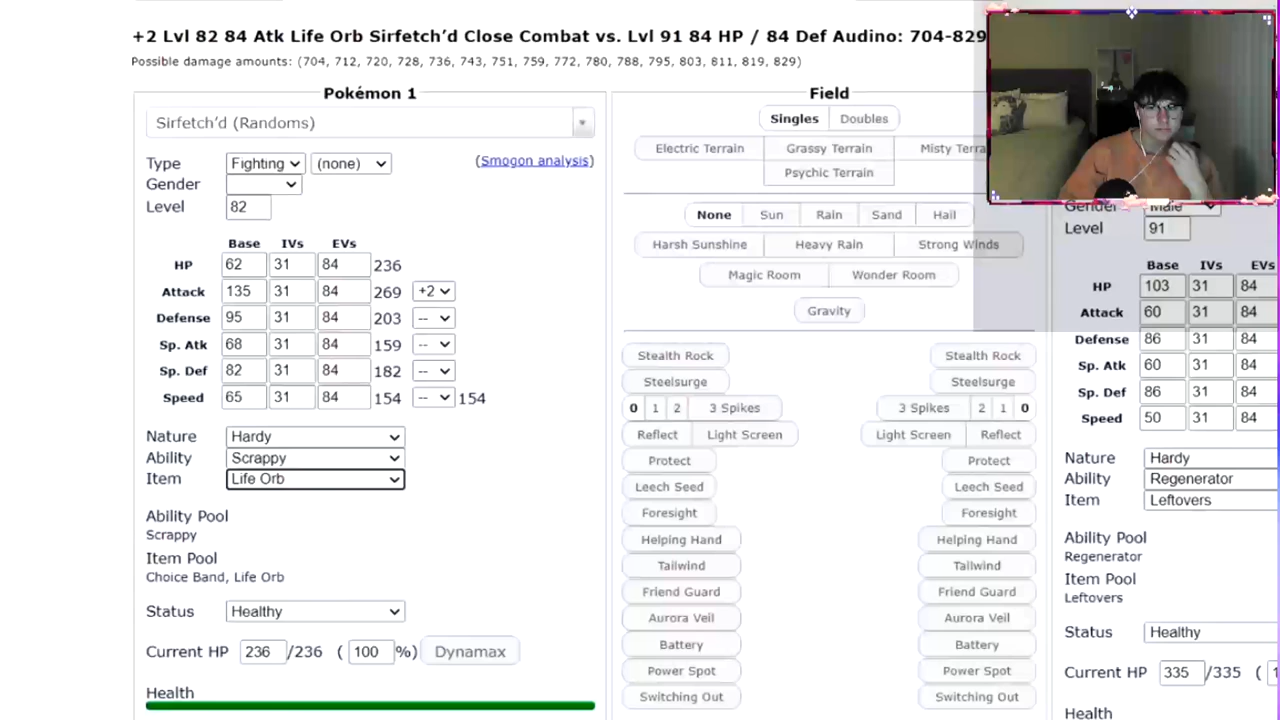 +2 Lvl 82 84 Atk Life Orb Sirfetch’d Close Combat vs. Lvl 91 84 HP / 84 Def Audino: 704-829
Possible damage amounts: (704, 712, 720, 728, 736, 743, 751, 759, 772, 780, 788, 795, 803, 811, 819, 829)
Pokémon 1
Sirfetch’d (Randoms)
Type Fighting (none) (Smogon analysis)
Gender
Level 82
Base IVs EVs
HP 62 31 84 236
Attack 135 31 84 269 +2
Defense 95 31 84 203 --
Sp. Atk 68 31 84 159 --
Sp. Def 82 31 84 182 --
Speed 65 31 84 154 -- 154
Nature Hardy
Ability Scrappy
Item Life Orb
Ability Pool
Scrappy
Item Pool
Choice Band, Life Orb
Status Healthy
Current HP 236 /236 ( 100 %) Dynamax
Health
Field
Singles Doubles
Electric Terrain Grassy Terrain Misty Terra
Psychic Terrain
None Sun Rain Sand Hail
Harsh Sunshine Heavy Rain Strong Winds
Magic Room Wonder Room
Gravity
Stealth Rock Stealth Rock
Steelsurge Steelsurge
0 1 2 3 Spikes 3 Spikes 2 1 0
Reflect Light Screen Light Screen Reflect
Protect Protect
Leech Seed Leech Seed
Foresight Foresight
Helping Hand Helping Hand
Tailwind Tailwind
Friend Guard Friend Guard
Aurora Veil Aurora Veil
Battery Battery
Power Spot Power Spot
Switching Out Switching Out
Gender Male
Level 91
Base IVs EVs
HP 103 31 84
Attack 60 31 84
Defense 86 31 84
Sp. Atk 60 31 84
Sp. Def 86 31 84
Speed 50 31 84
Nature Hardy
Ability Regenerator
Item Leftovers
Ability Pool
Regenerator
Item Pool
Leftovers
Status Healthy
Current HP 335 /335 ( 1
Health